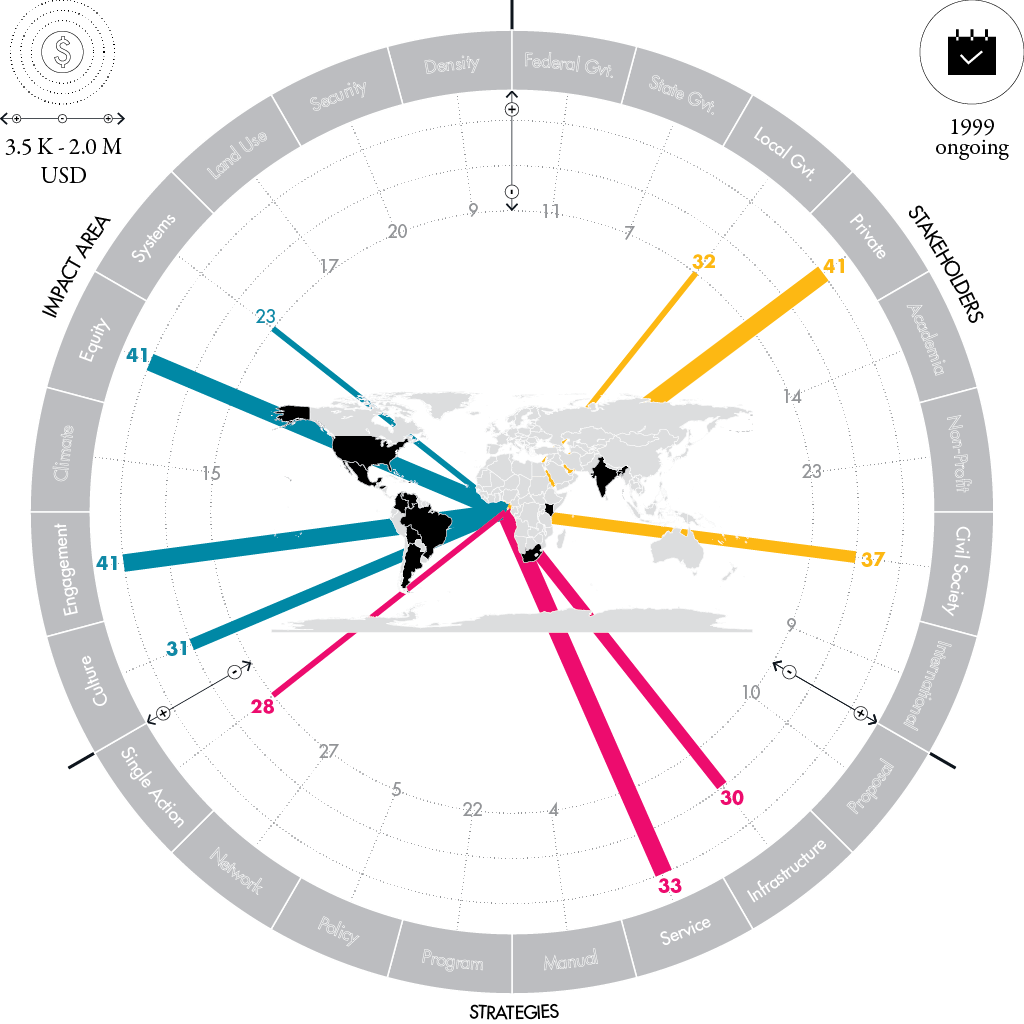 $
3.5 K - 2.0 M
USD
1999
ongoing
IMPACT AREA
STAKEHOLDERS
STRATEGIES
Density
Federal Gvt.
State Gvt.
Local Gvt.
Private
Academia
Non-Profit
Civil Society
International
Proposal
Infrastructure
Service
Manual
Program
Policy
Network
Single Action
Culture
Engagement
Climate
Equity
Systems
Land Use
Security
9
11
7
32
41
14
23
37
9
10
30
33
4
22
5
27
28
31
41
15
41
23
17
20